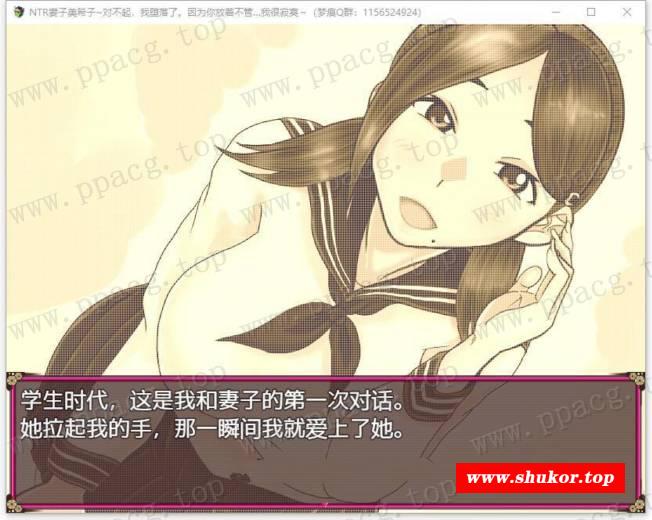 NTR妻子美希子~对不起，我堕落了。因为你放著不管...我很寂寞~（梦痕Q群：1156524924）
www.ppacg.top
学生时代，这是我和妻子的第一次对话。
她拉起我的手，那一瞬间我就爱上了她。
www.shukor.top